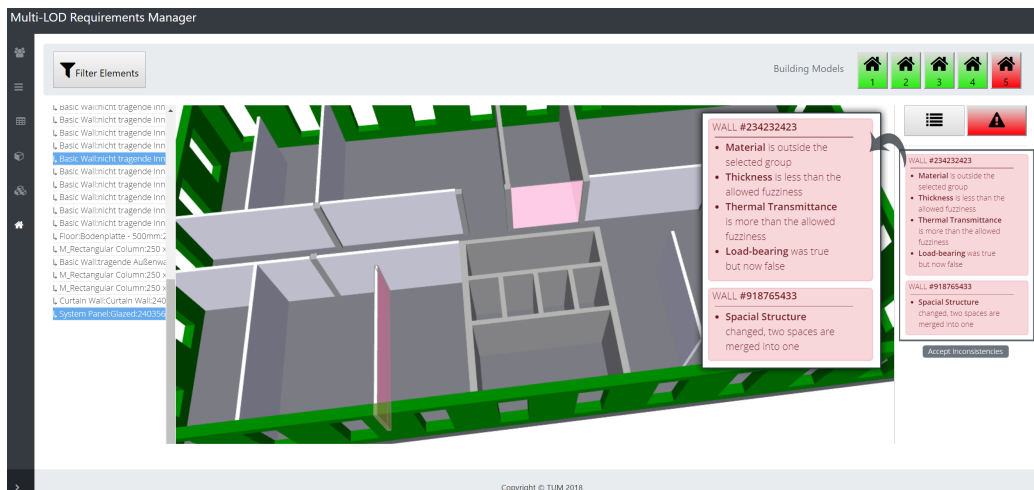 Multi-LOD Requirements Manager
Filter Elements
Building Models
1
2
3
4
5
Basic Wall:nicht tragende Inn
Basic Wall:nicht tragende Inn
Basic Wall:nicht tragende Inn
Basic Wall:nicht tragende Inn
Basic Wall:nicht tragende Inn
Basic Wall:nicht tragende Inn
Basic Wall:nicht tragende Inn
Basic Wall:nicht tragende Inn
Basic Wall:nicht tragende Inn
Basic Wall:nicht tragende Inn
Floor:Bodenplatte - 500mm:2
M_Rectangular Column:250 x
Basic Wall:tragende Außenwa
M_Rectangular Column:250 x
M_Rectangular Column:250 x
Curtain Wall:Curtain Wall:240
System Panel:Glazed:240356
WALL #234232423
• Material is outside the
selected group
• Thickness is less than the
allowed fuzziness
• Thermal Transmittance
is more than the allowed
fuzziness
• Load-bearing was true
but now false
WALL #918765433
• Spacial Structure
changed, two spaces are
merged into one
WALL #234232423
• Material is outside the
selected group
• Thickness is less than the
allowed fuzziness
• Thermal Transmittance
is more than the allowed
fuzziness
• Load-bearing was true
but now false
WALL #918765433
• Spacial Structure
changed, two spaces are
merged into one
Accept Inconsistencies
Copyright © TUM 2018